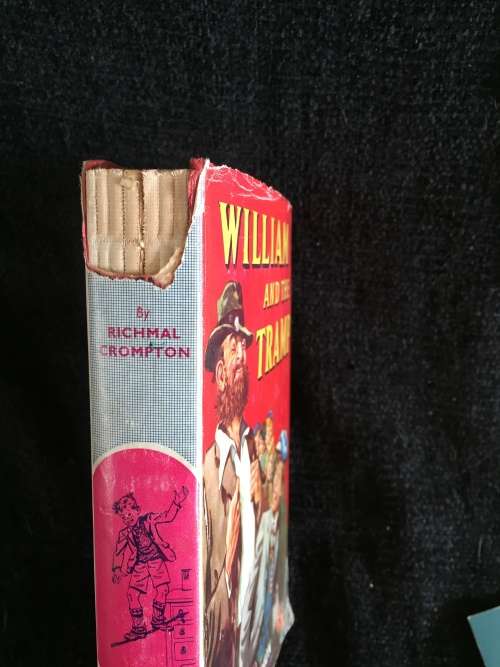 By
RICHMAL
CROMPTON
WILLIAM
AND THE
TRAMP